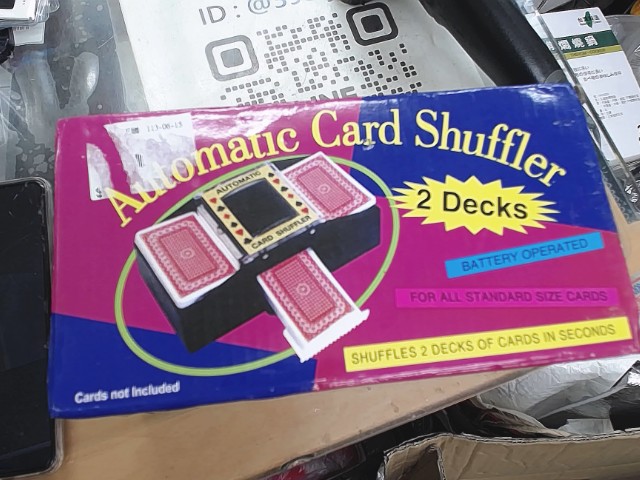 ID : @
LINE
113-08-15
Automatic Card Shuffler
AUTOMATIC
CARD SHUFFLER
2 Decks
BATTERY OPERATED
FOR ALL STANDARD SIZE CARDS
SHUFFLES 2 DECKS OF CARDS IN SECONDS
Cards not Included